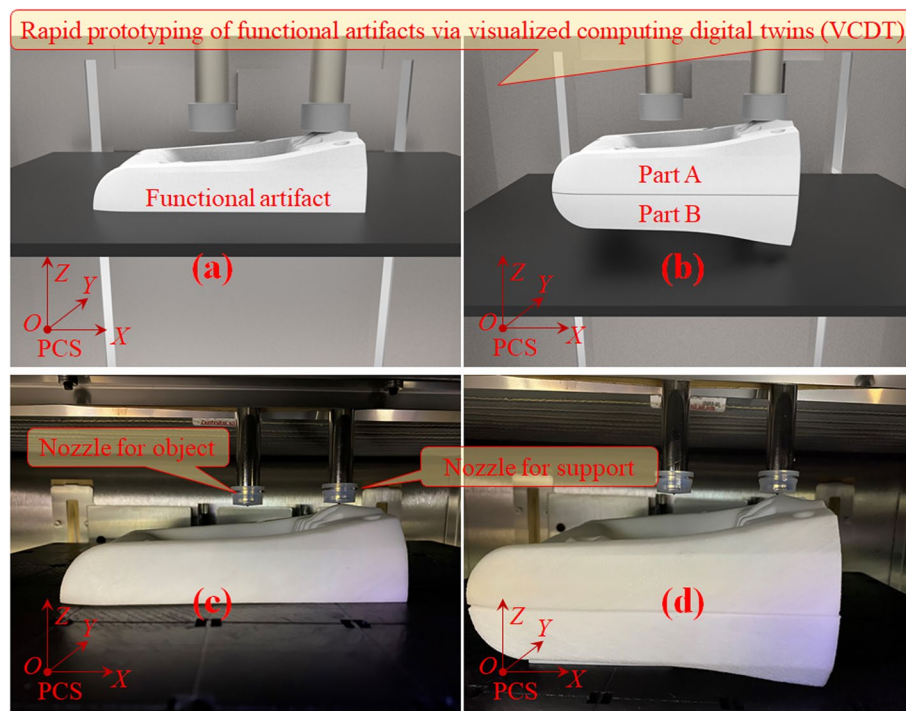 Rapid prototyping of functional artifacts via visualized computing digital twins (VCDT)
Functional artifact
(a)
Z
Y
O
X
PCS
Part A
Part B
(b)
Z
Y
O
X
PCS
Nozzle for object
Nozzle for support
(c)
Z
Y
O
X
PCS
(d)
Z
Y
O
X
PCS